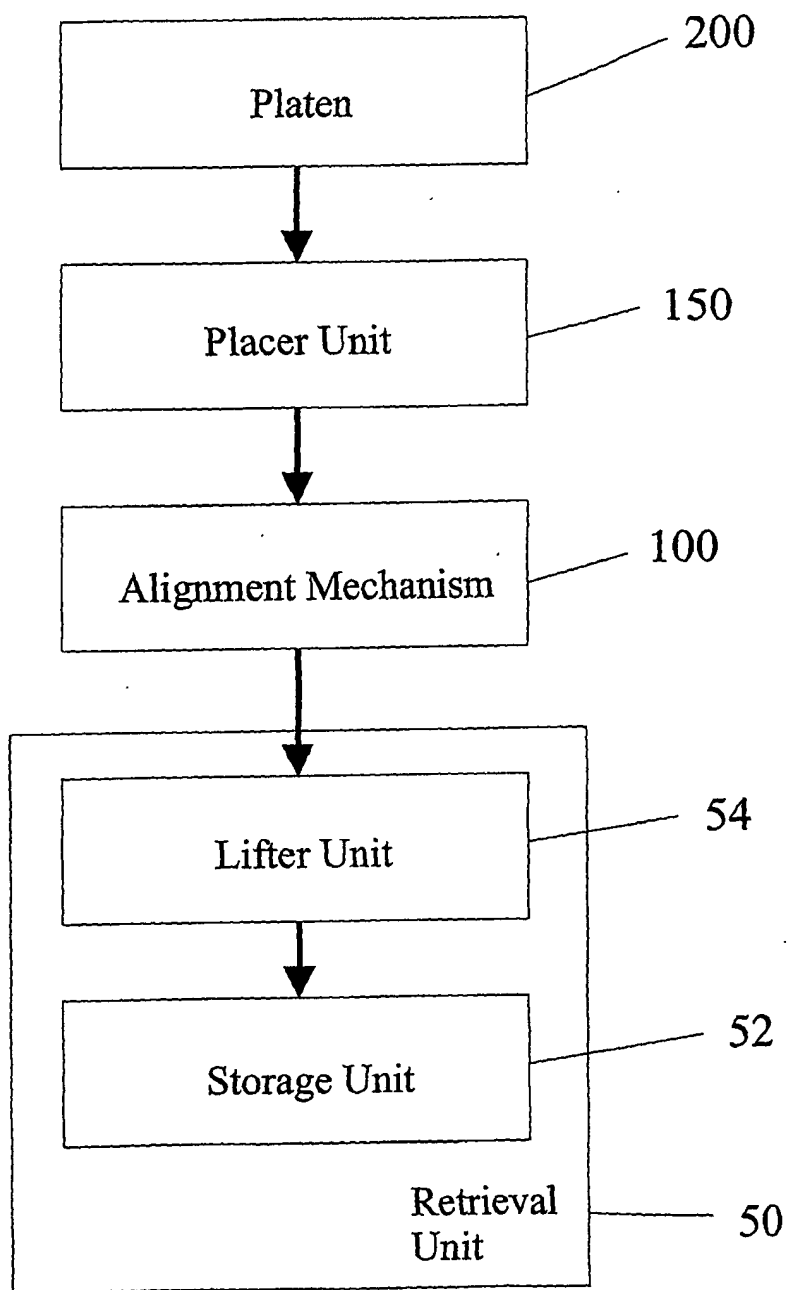 200
Platen
150
Placer Unit
100
Alignment Mechanism
54
Lifter Unit
52
Storage Unit
Retrieval
Unit
50